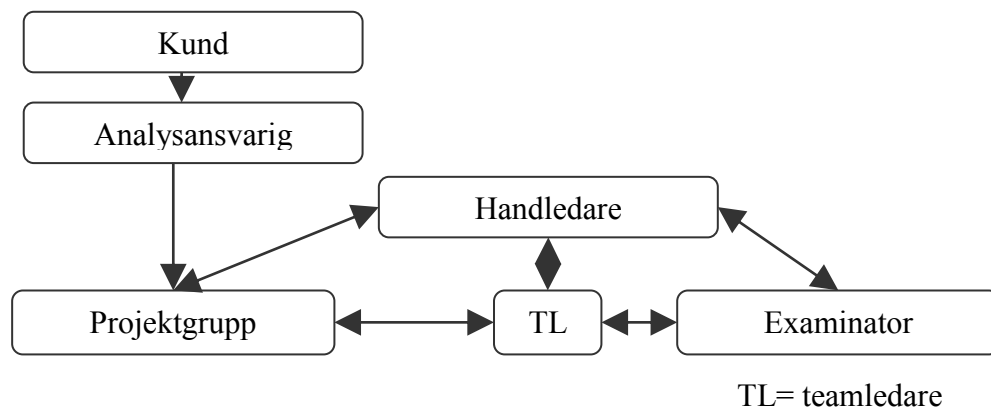 Kund
Analysansvarig
Handledare
Projektgrupp
TL
Examinator
TL= teamledare